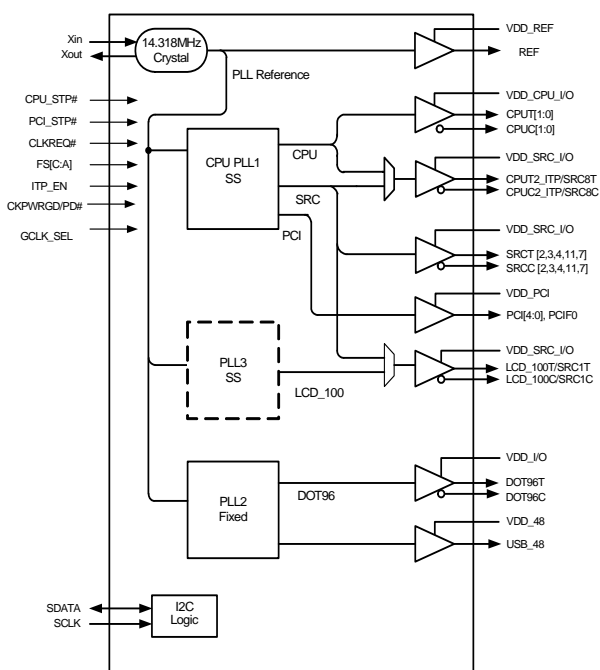 VDD_REF
Xin
14.318MHz
Crystal
Xout
REF
PLL Reference
VDD_CPU_I/O
CPU_STP#
CPUT[1:0]
PCI_STP#
CPUC[1:0]
CLKREQ#
CPU PLL1
SS
CPU
VDD_SRC_I/O
FS[C:A]
CPUT2_ITP/SRC8T
ITP_EN
CPUC2_ITP/SRC8C
SRC
CKPWRGD/PD#
PCI
VDD_SRC_I/O
GCLK_SEL
SRCT [2,3,4,11,7]
SRCC [2,3,4,11,7]
VDD_PCI
PCI[4:0], PCIF0
VDD_SRC_I/O
PLL3
SS
LCD_100T/SRC1T
LCD_100C/SRC1C
LCD_100
VDD_I/O
DOT96T
PLL2
Fixed
DOT96
DOT96C
VDD_48
USB_48
SDATA
I2C
Logic
SCLK